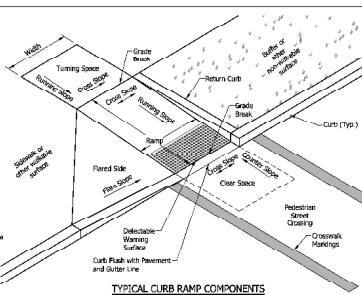 Width
Turning Space
Grade
Break
Buffer or
other
non-walkable
surface
Cross Slope
Running Slope
Return Curb
Cross Slope
Running Slope
Grade
Break
Curb (Typ.)
Sidewalk or
other walkable
surface
Ramp
Cross Slope
Counter Slope
Flared Side
Flare Slope
Clear Space
Pedestrian
Street
Crossing
Detectable
Warning
Surface
Crosswalk
Markings
Curb Flush with Pavement
and Gutter Line
TYPICAL CURB RAMP COMPONENTS